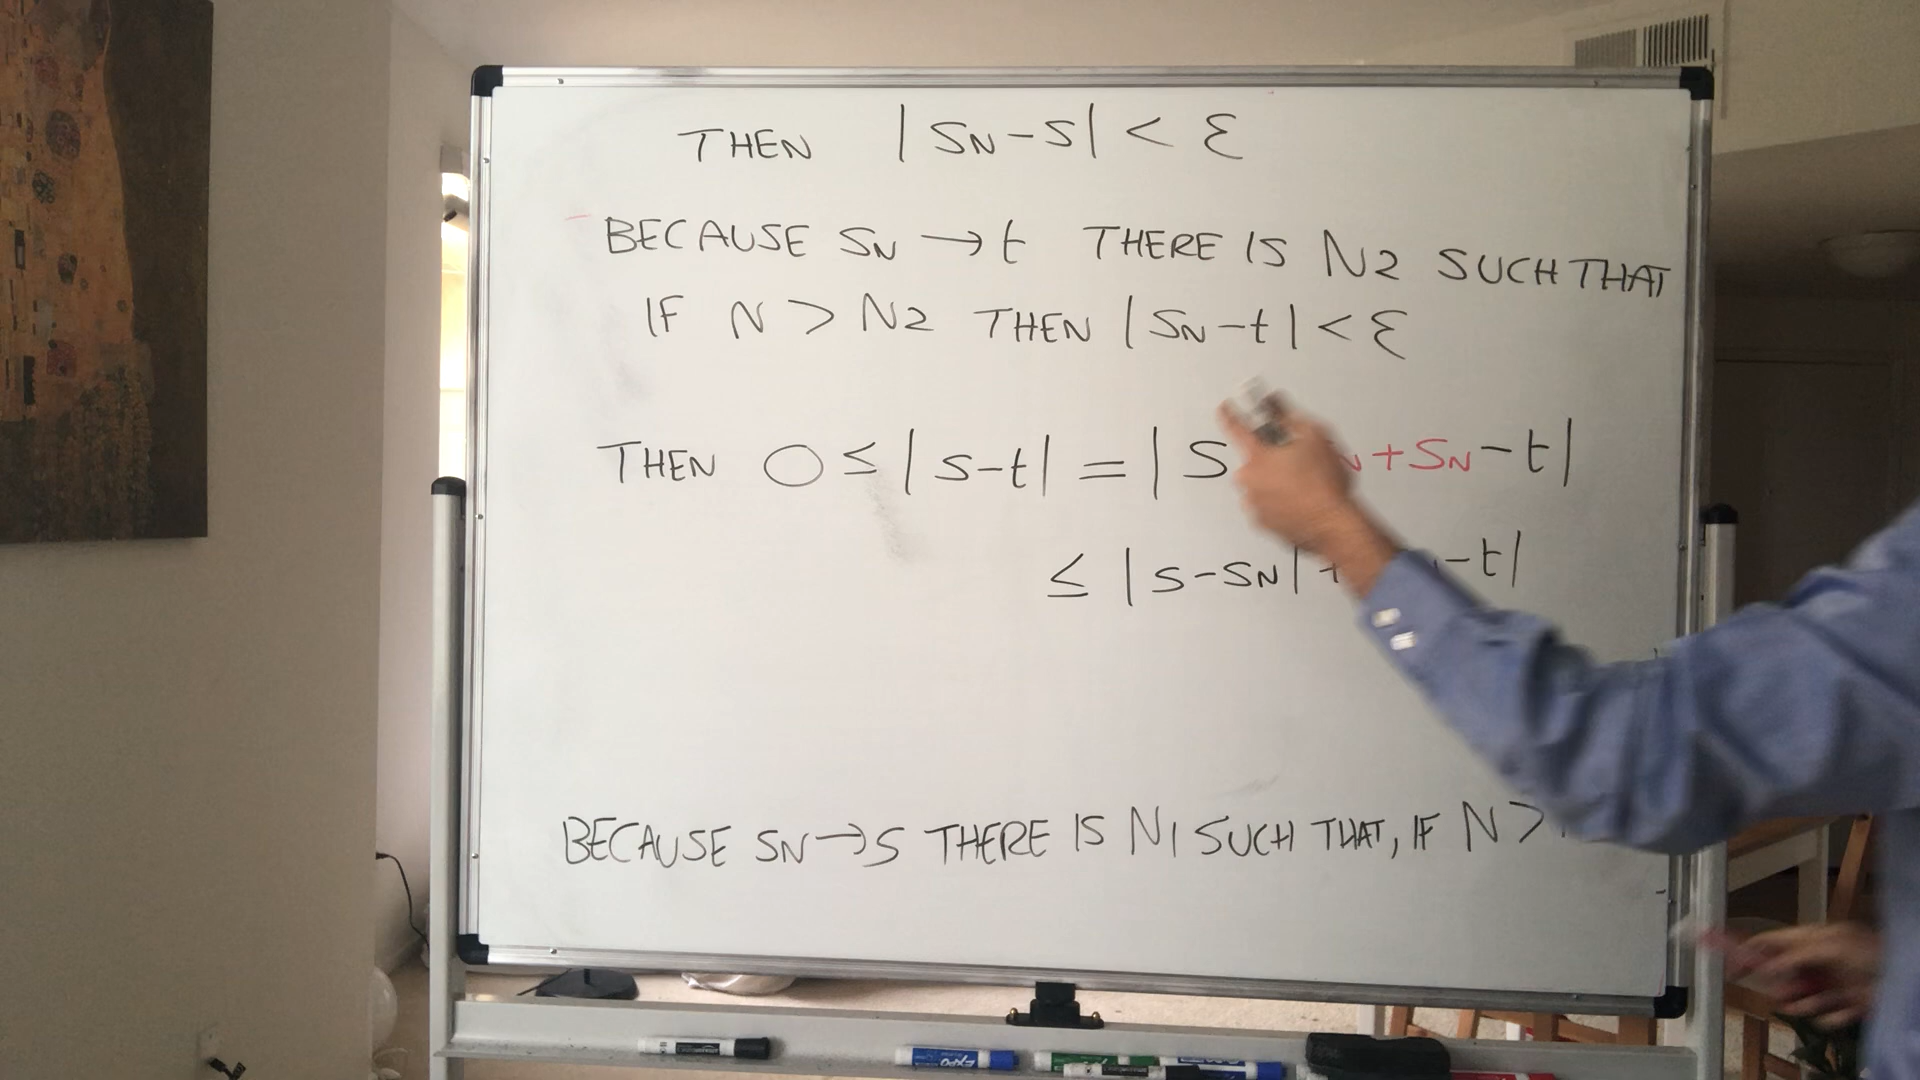 THEN |SN-S| < ε
BECAUSE SN → t THERE IS N2 SUCH THAT
IF N > N2 THEN |SN-t| < ε
THEN 0 ≤ |S-t| = |S N+SN-t|
≤ |S-SN| + -t|
BECAUSE SN→S THERE IS N1 SUCH THAT, IF N >
EXPO